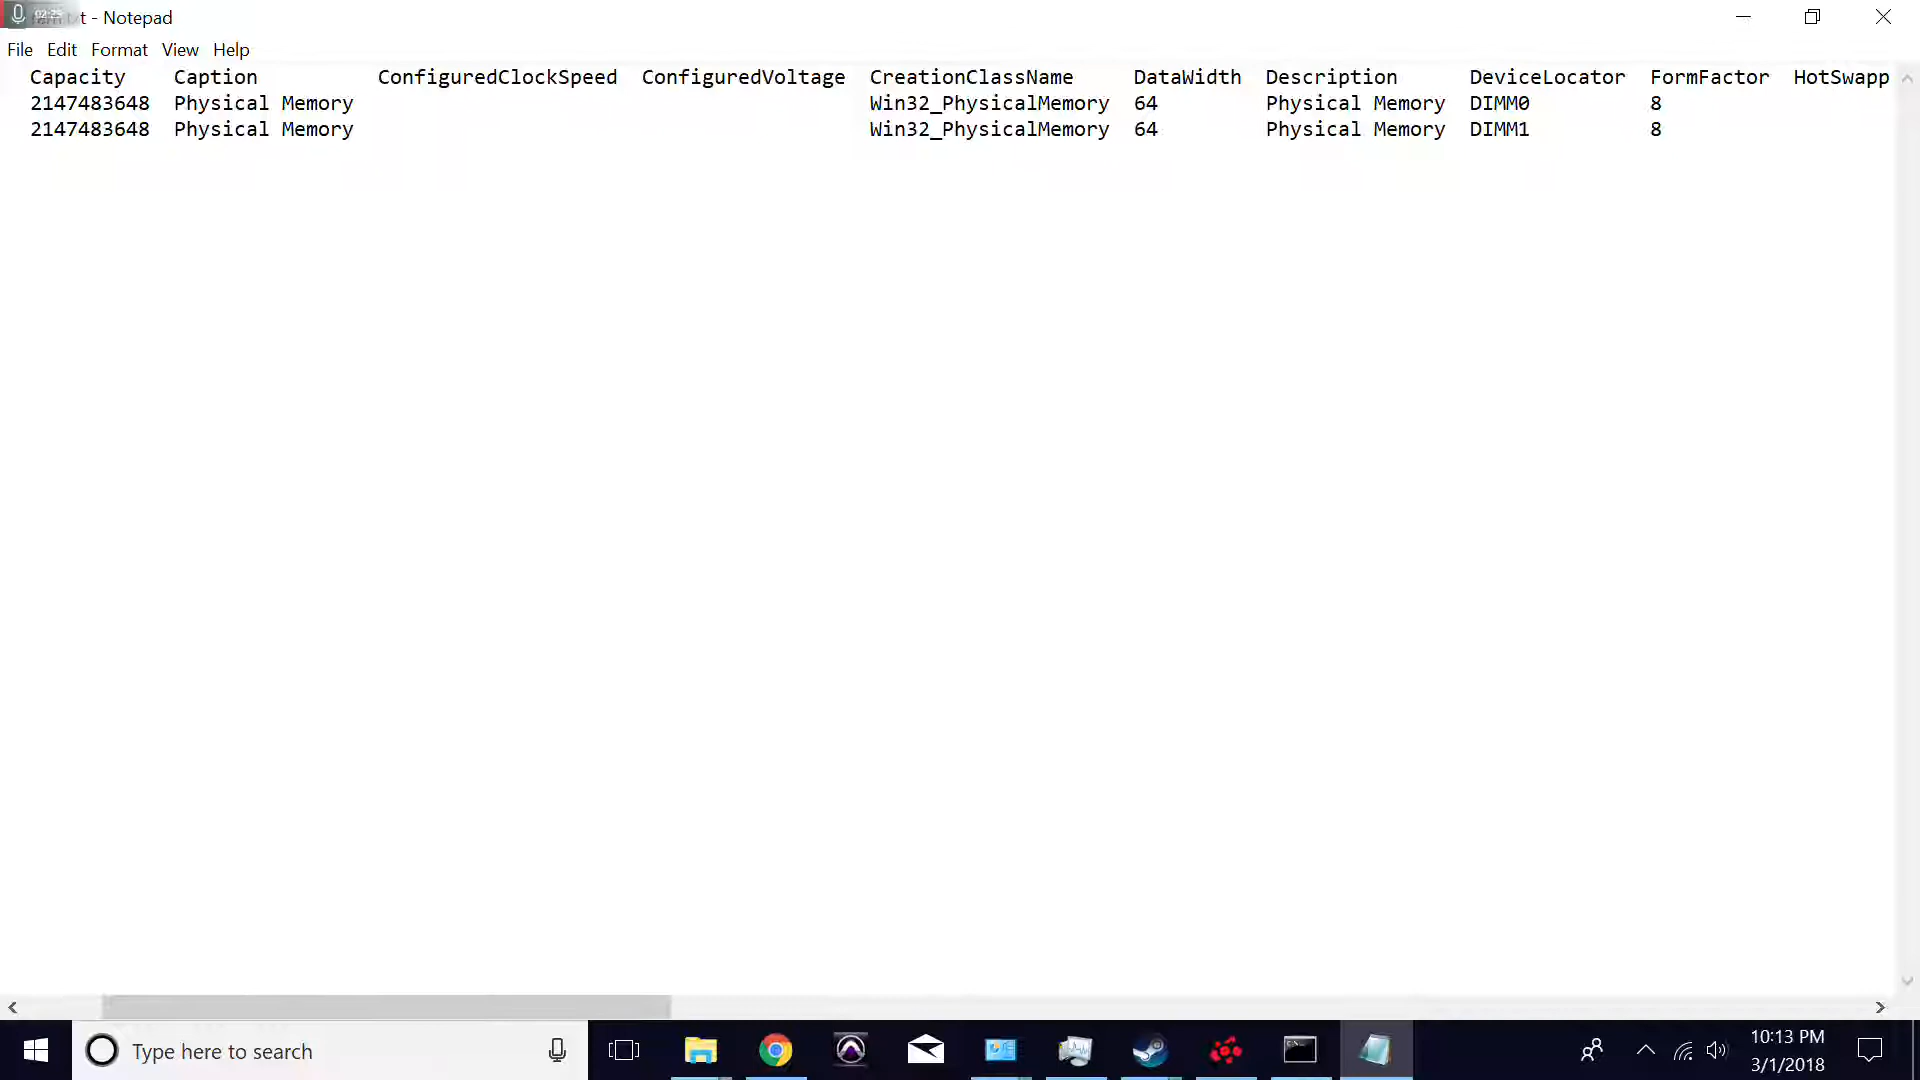 02:25
t - Notepad
File Edit Format View Help
Capacity Caption ConfiguredClockSpeed ConfiguredVoltage CreationClassName DataWidth Description DeviceLocator FormFactor HotSwapp
2147483648 Physical Memory Win32_PhysicalMemory 64 Physical Memory DIMM0 8
2147483648 Physical Memory Win32_PhysicalMemory 64 Physical Memory DIMM1 8
Type here to search
10:13 PM
3/1/2018